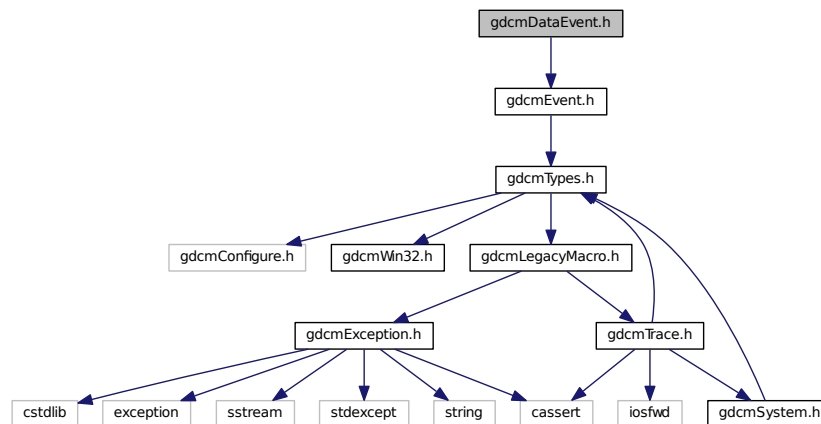 gdcmDataEvent.h
gdcmEvent.h
gdcmTypes.h
gdcmConfigure.h
gdcmWin32.h
gdcmLegacyMacro.h
gdcmException.h
gdcmTrace.h
cstdlib
exception
sstream
stdexcept
string
cassert
iosfwd
gdcmSystem.h